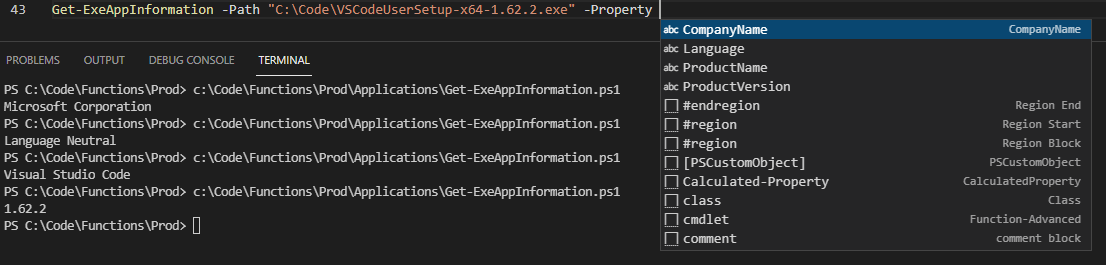 43 Get-ExeAppInformation -Path "C:\Code\VSCodeUserSetup-x64-1.62.2.exe" -Property
abc CompanyName CompanyName
abc Language
abc ProductName
abc ProductVersion
#endregion Region End
#region Region Start
#region Region Block
[PSCustomObject] PSCustomObject
Calculated-Property CalculatedProperty
class Class
cmdlet Function-Advanced
comment comment block
PROBLEMS OUTPUT DEBUG CONSOLE TERMINAL
PS C:\Code\Functions\Prod> c:\Code\Functions\Prod\Applications\Get-ExeAppInformation.ps1
Microsoft Corporation
PS C:\Code\Functions\Prod> c:\Code\Functions\Prod\Applications\Get-ExeAppInformation.ps1
Language Neutral
PS C:\Code\Functions\Prod> c:\Code\Functions\Prod\Applications\Get-ExeAppInformation.ps1
Visual Studio Code
PS C:\Code\Functions\Prod> c:\Code\Functions\Prod\Applications\Get-ExeAppInformation.ps1
1.62.2
PS C:\Code\Functions\Prod>